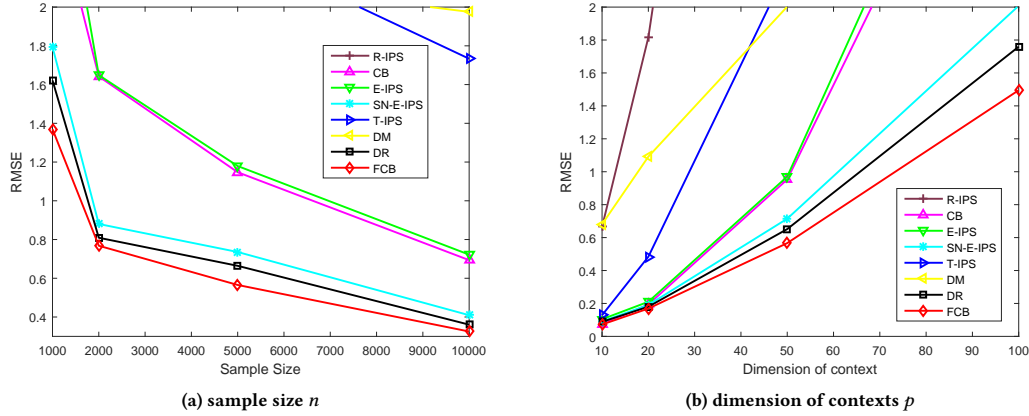 2
1.8
1.6
1.4
1.2
1
0.8
0.6
0.4
RMSE
1000 2000 3000 4000 5000 6000 7000 8000 9000 10000
Sample Size
R-IPS
CB
E-IPS
SN-E-IPS
T-IPS
DM
DR
FCB
(a) sample size n
2
1.8
1.6
1.4
1.2
1
0.8
0.6
0.4
0.2
0
RMSE
10 20 30 40 50 60 70 80 90 100
Dimension of context
R-IPS
CB
E-IPS
SN-E-IPS
T-IPS
DM
DR
FCB
(b) dimension of contexts p